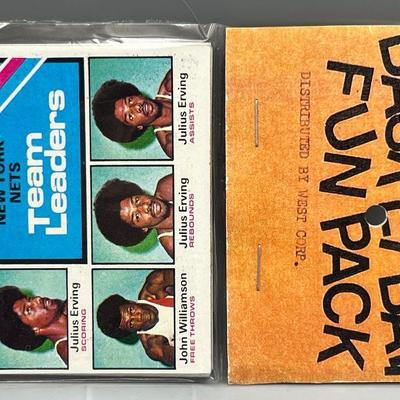 NEW YORK
NETS
Team
Leaders
Julius Erving
SCORING
John Williamson
FREE THROWS
Julius Erving
REBOUNDS
Julius Erving
ASSISTS
FUN PACK
DISTRIBUTED BY WEST CORP.